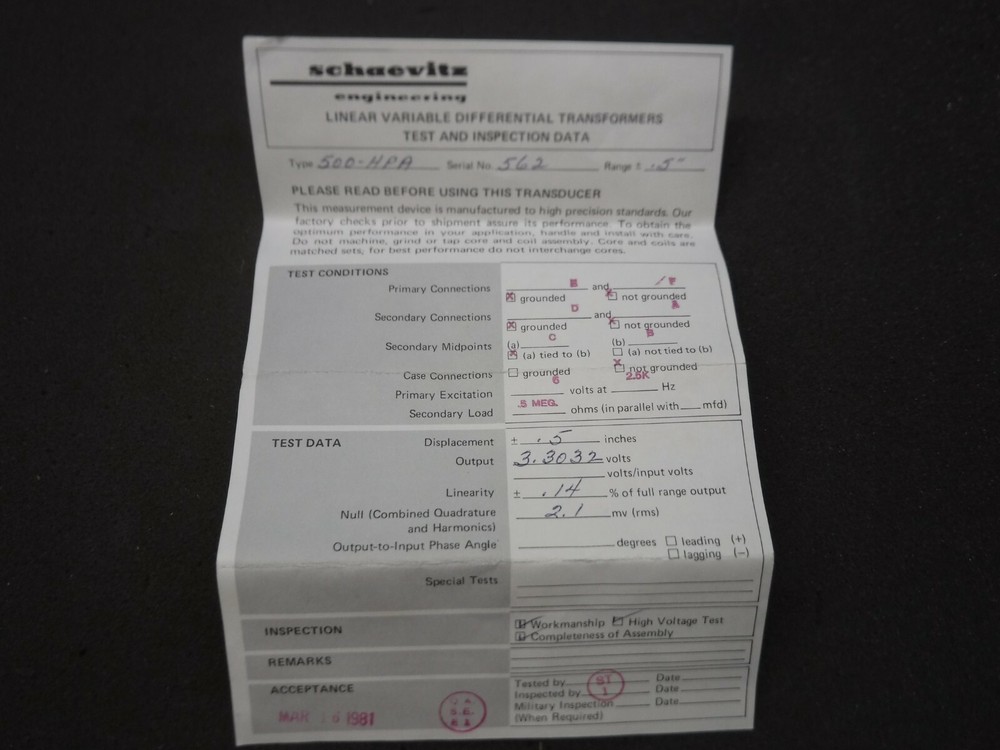 schaevitz
engineering
LINEAR VARIABLE DIFFERENTIAL TRANSFORMERS
TEST AND INSPECTION DATA
Type 500-HPA Serial No. 562 Range ± .5"
PLEASE READ BEFORE USING THIS TRANSDUCER
This measurement device is manufactured to high precision standards. Our
factory checks prior to shipment assure its performance. To obtain the
optimum performance in your application, handle and install with care.
Do not machine, grind or tap core and coil assembly. Core and coils are
matched sets, for best performance do not interchange cores.
TEST CONDITIONS
Primary Connections B and F
X grounded X not grounded
Secondary Connections D and A
X grounded X not grounded
Secondary Midpoints (a) C (b) B
X (a) tied to (b) (a) not tied to (b)
Case Connections grounded X not grounded
Primary Excitation 6 volts at 2.5K Hz
Secondary Load .5 MEG. ohms (in parallel with mfd)
TEST DATA
Displacement ± .5 inches
Output 3.3032 volts
volts/input volts
Linearity ± .14 % of full range output
Null (Combined Quadrature
and Harmonics) 2.1 mv (rms)
Output-to-Input Phase Angle degrees leading (+)
lagging (−)
Special Tests
INSPECTION
Workmanship High Voltage Test
Completeness of Assembly
REMARKS
ACCEPTANCE
MAR 1981
S.E.
Tested by ST Date
Inspected by 1 Date
Military Inspection Date
(When Required)